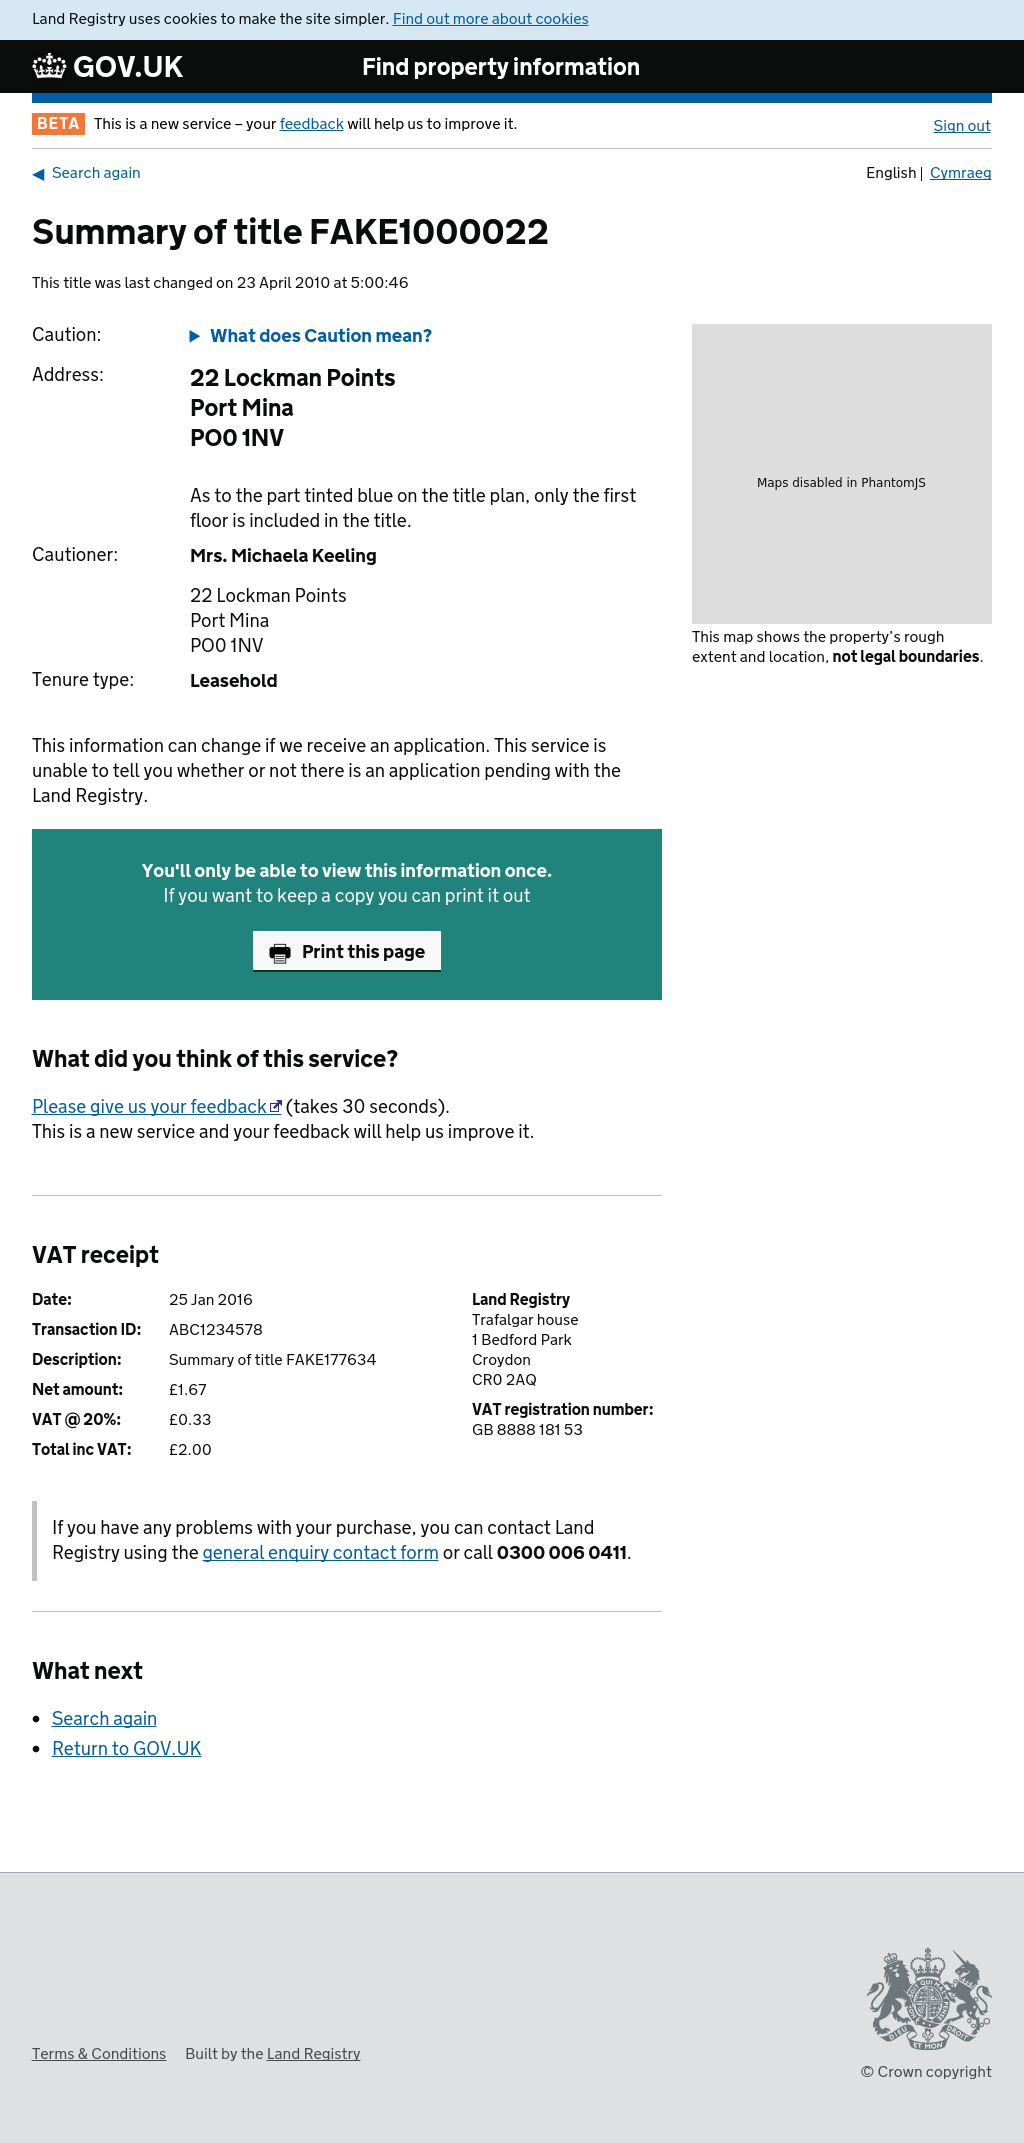 Land Registry uses cookies to make the site simpler. Find out more about cookies
GOV.UK
Find property information
BETA This is a new service – your feedback will help us to improve it.
Sign out
◀ Search again
English | Cymraeg
Summary of title FAKE1000022
This title was last changed on 23 April 2010 at 5:00:46
Caution:
▶ What does Caution mean?
Address:
22 Lockman Points
Port Mina
PO0 1NV
As to the part tinted blue on the title plan, only the first
floor is included in the title.
Cautioner:
Mrs. Michaela Keeling
22 Lockman Points
Port Mina
PO0 1NV
Tenure type:
Leasehold
Maps disabled in PhantomJS
This map shows the property's rough
extent and location, not legal boundaries.
This information can change if we receive an application. This service is
unable to tell you whether or not there is an application pending with the
Land Registry.
You'll only be able to view this information once.
If you want to keep a copy you can print it out
Print this page
What did you think of this service?
Please give us your feedback (takes 30 seconds).
This is a new service and your feedback will help us improve it.
VAT receipt
Date: 25 Jan 2016
Transaction ID: ABC1234578
Description: Summary of title FAKE177634
Net amount: £1.67
VAT @ 20%: £0.33
Total inc VAT: £2.00
Land Registry
Trafalgar house
1 Bedford Park
Croydon
CR0 2AQ
VAT registration number:
GB 8888 181 53
If you have any problems with your purchase, you can contact Land
Registry using the general enquiry contact form or call 0300 006 0411.
What next
• Search again
• Return to GOV.UK
DIEU ET MON DROIT
Terms & Conditions Built by the Land Registry
© Crown copyright